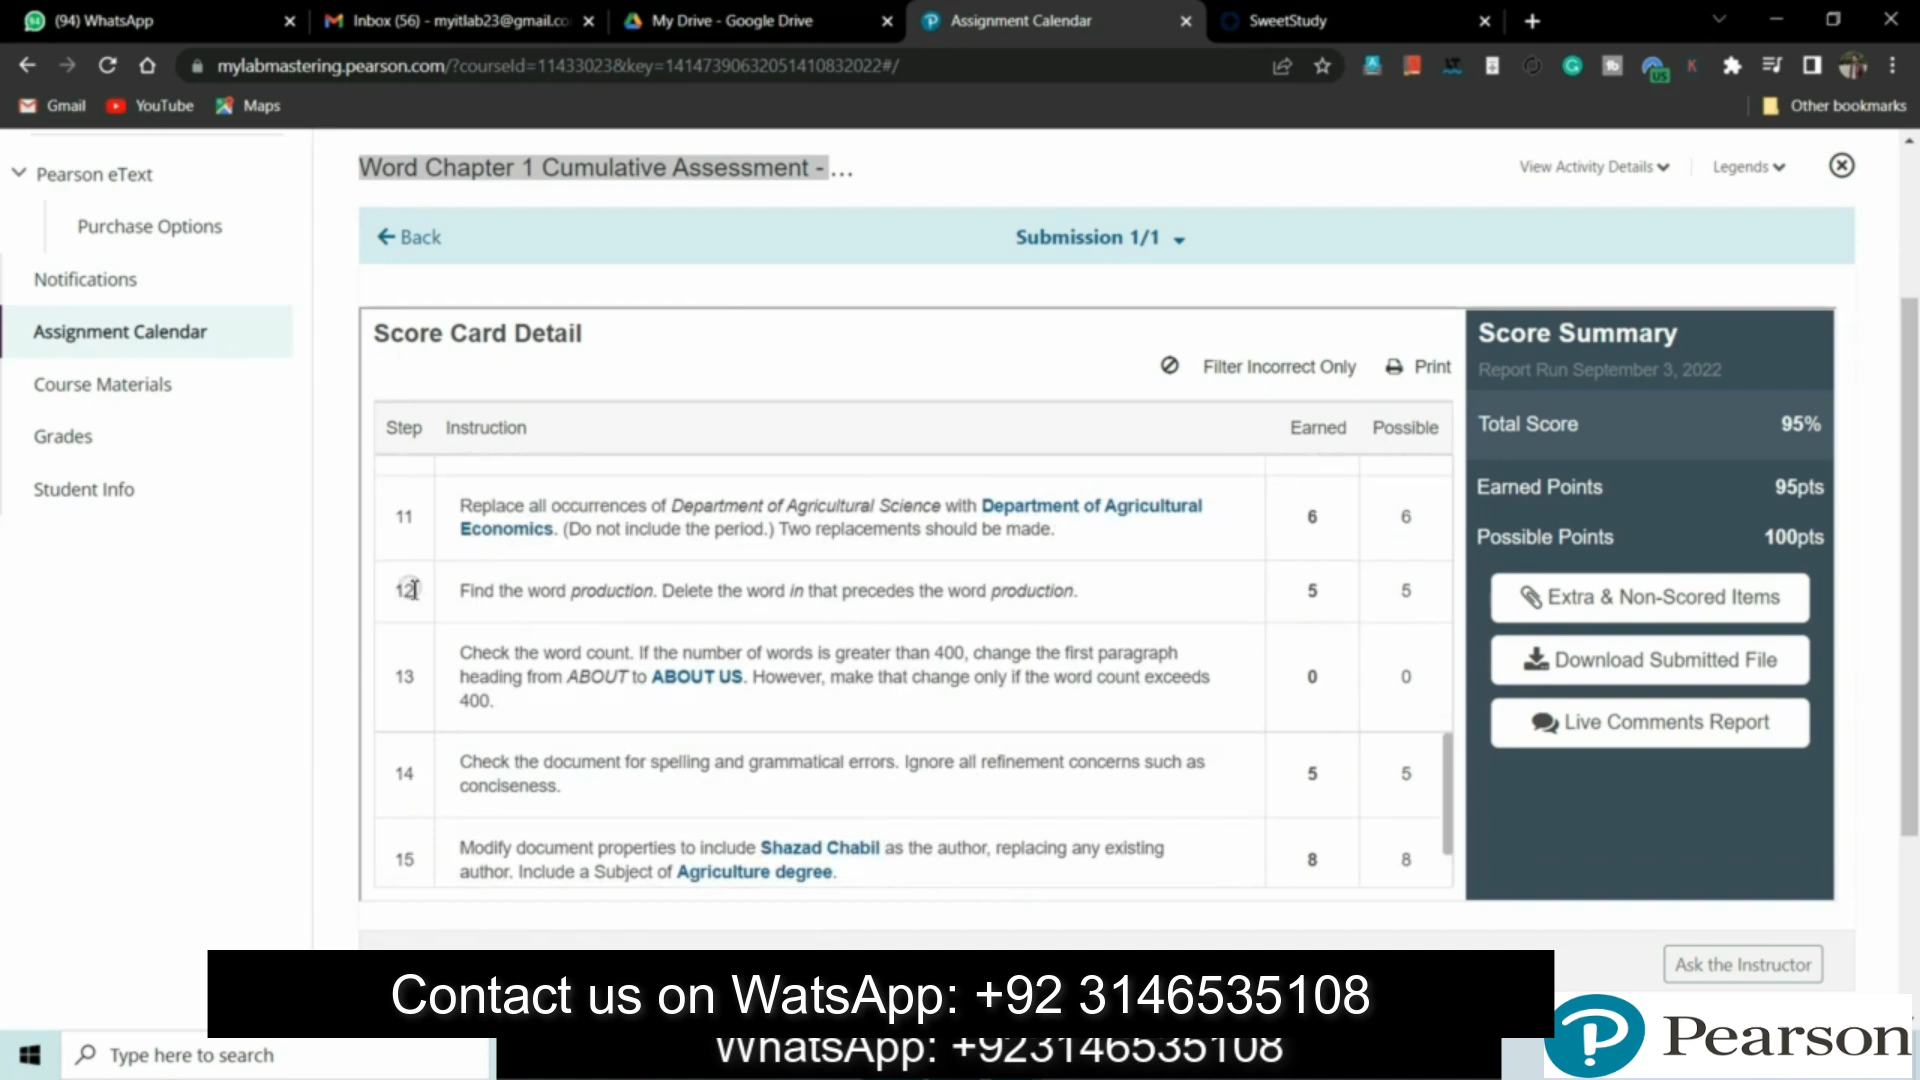 (94) WhatsApp
Inbox (56) - myitlab23@gmail.co
My Drive - Google Drive
Assignment Calendar
SweetStudy
mylabmastering.pearson.com/?courseId=11433023&key=14147390632051410832022#/
Gmail
YouTube
Maps
Other bookmarks
Pearson eText
Purchase Options
Notifications
Assignment Calendar
Course Materials
Grades
Student Info
Word Chapter 1 Cumulative Assessment - ...
View Activity Details
Legends
Back
Submission 1/1
Score Card Detail
Filter Incorrect Only
Print
Step Instruction Earned Possible
11 Replace all occurrences of Department of Agricultural Science with Department of Agricultural
Economics. (Do not include the period.) Two replacements should be made. 6 6
12 Find the word production. Delete the word in that precedes the word production. 5 5
13 Check the word count. If the number of words is greater than 400, change the first paragraph
heading from ABOUT to ABOUT US. However, make that change only if the word count exceeds
400. 0 0
14 Check the document for spelling and grammatical errors. Ignore all refinement concerns such as
conciseness. 5 5
15 Modify document properties to include Shazad Chabil as the author, replacing any existing
author. Include a Subject of Agriculture degree. 8 8
Score Summary
Report Run September 3, 2022
Total Score 95%
Earned Points 95pts
Possible Points 100pts
Extra & Non-Scored Items
Download Submitted File
Live Comments Report
Ask the Instructor
Contact us on WatsApp: +92 3146535108
WhatsApp: +923146535108
Type here to search
Pearson